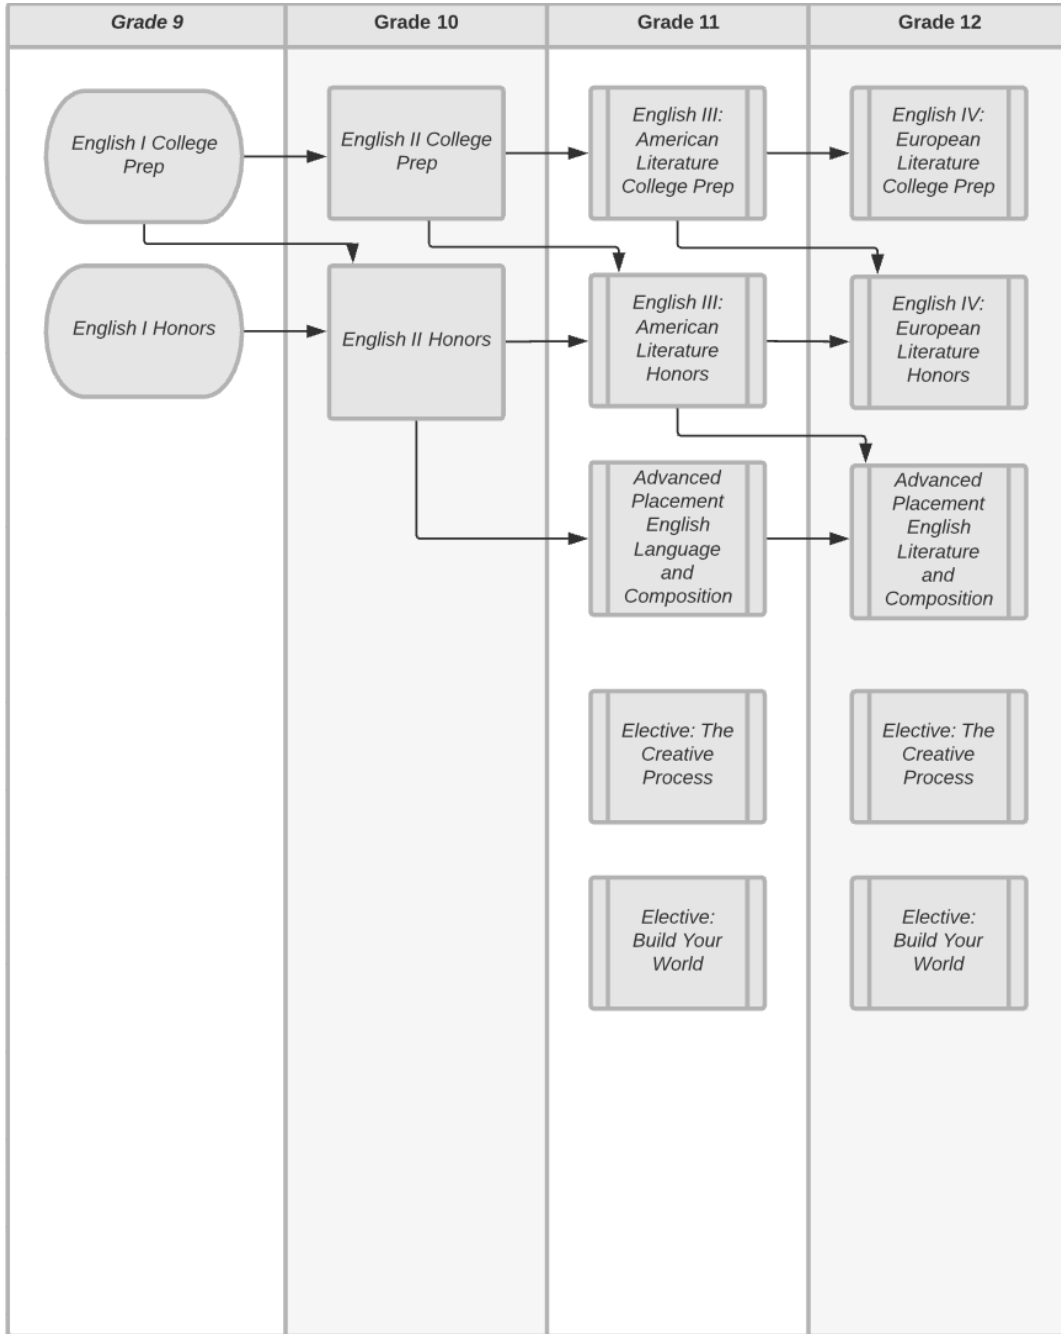 Grade 9
Grade 10
Grade 11
Grade 12
English I College
Prep
English II College
Prep
English III:
American
Literature
College Prep
English IV:
European
Literature
College Prep
English I Honors
English II Honors
English III:
American
Literature
Honors
English IV:
European
Literature
Honors
Advanced
Placement
English
Language
and
Composition
Advanced
Placement
English
Literature
and
Composition
Elective: The
Creative
Process
Elective: The
Creative
Process
Elective:
Build Your
World
Elective:
Build Your
World